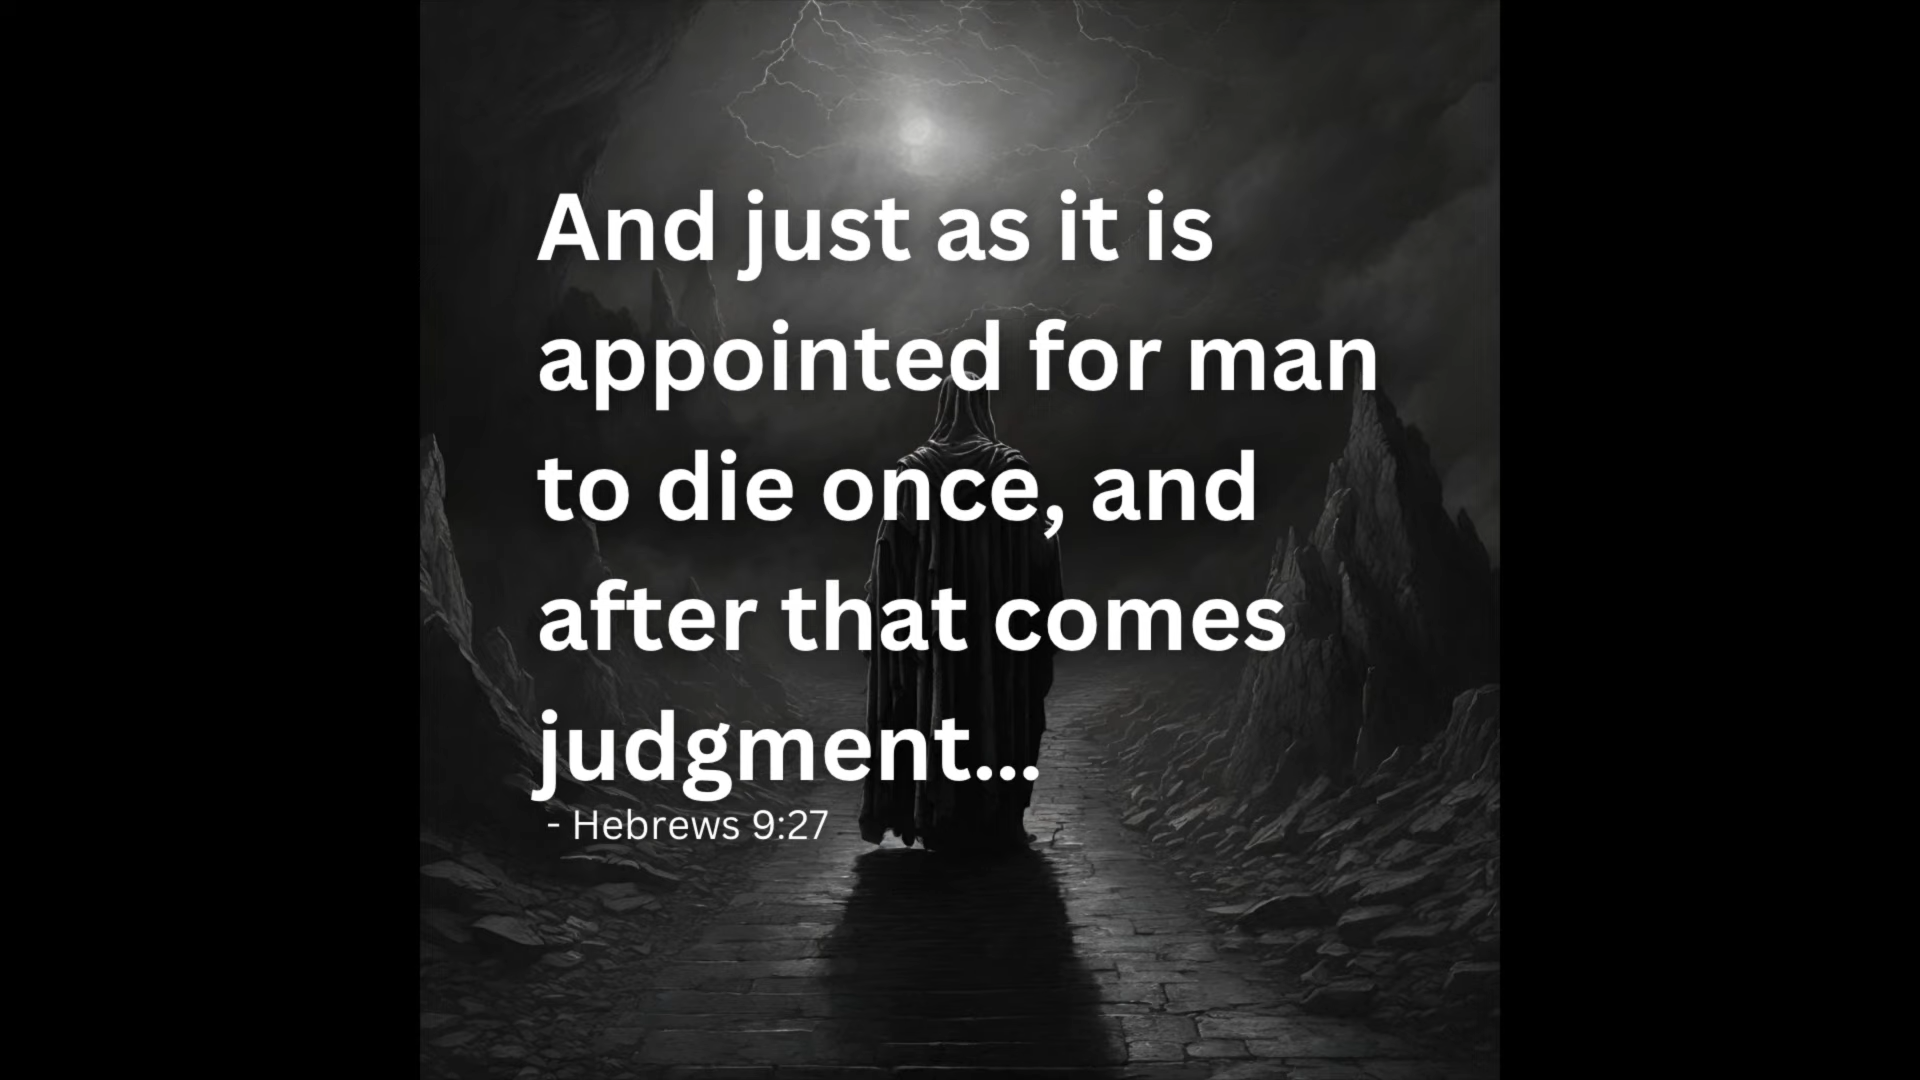 And just as it is
appointed for man
to die once, and
after that comes
judgment...
- Hebrews 9:27